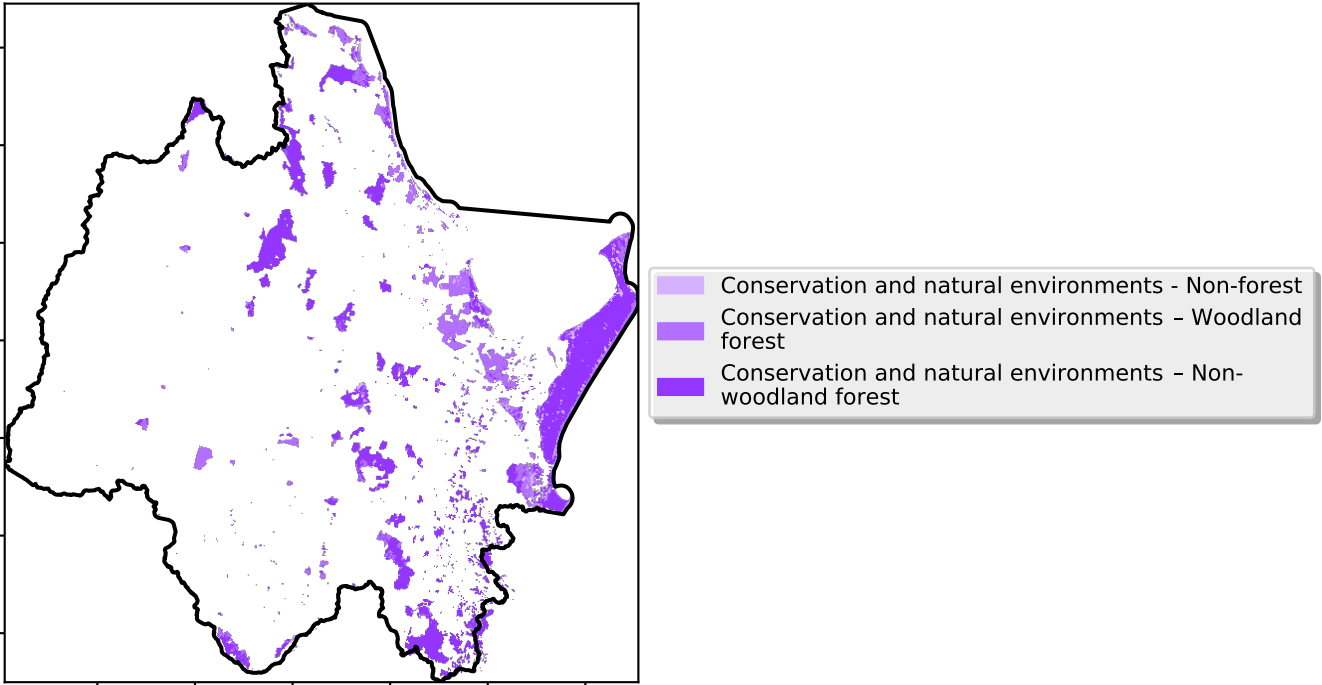 Conservation and natural environments - Non-forest
Conservation and natural environments – Woodland
forest
Conservation and natural environments – Non-
woodland forest